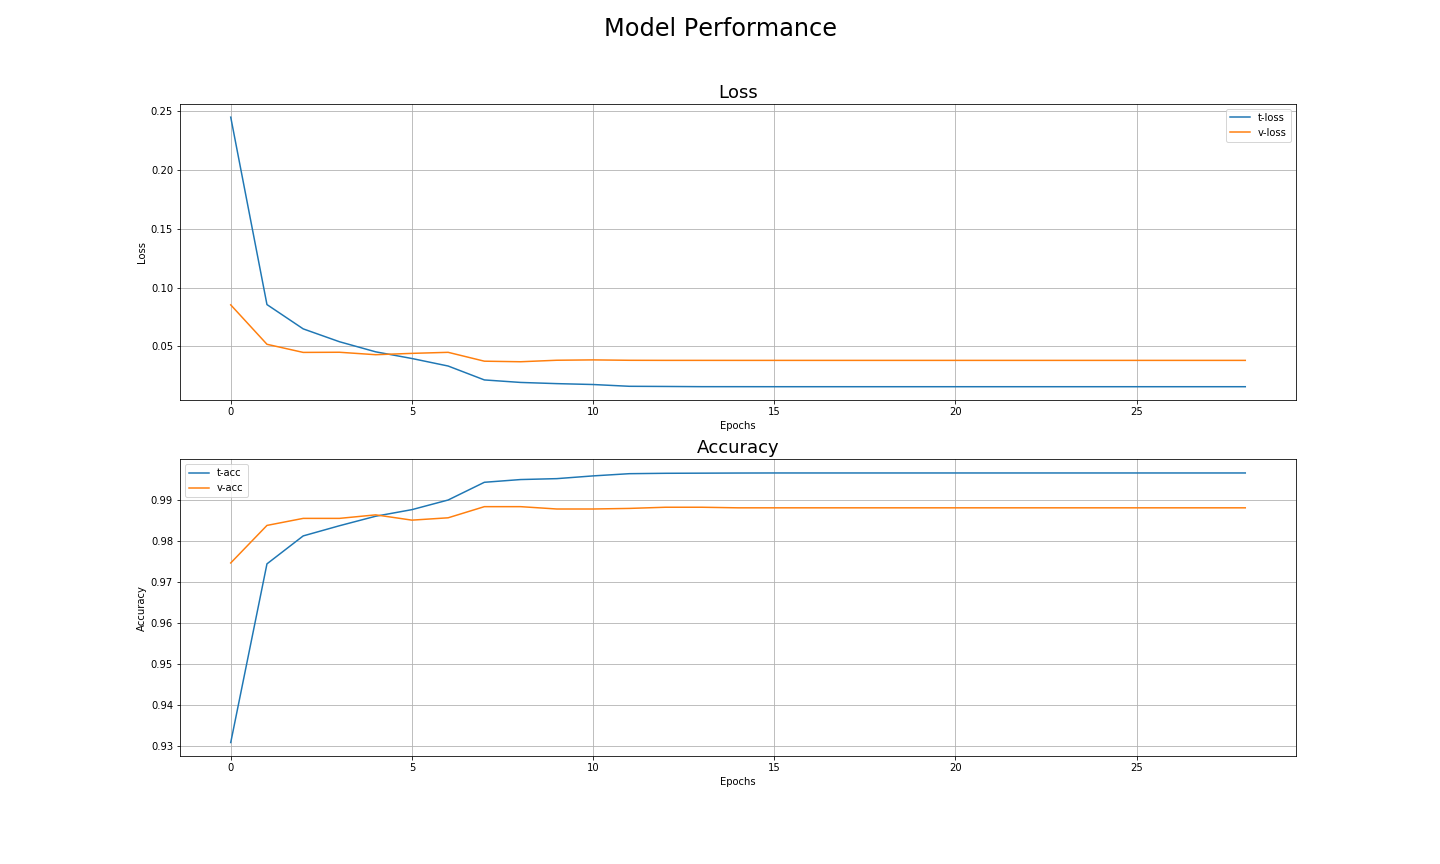 Model Performance
Loss
0.25
0.20
0.15
0.10
0.05
Loss
t-loss
v-loss
0 5 10 15 20 25
Epochs
Accuracy
t-acc
v-acc
0.99
0.98
0.97
0.96
0.95
0.94
0.93
Accuracy
0 5 10 15 20 25
Epochs